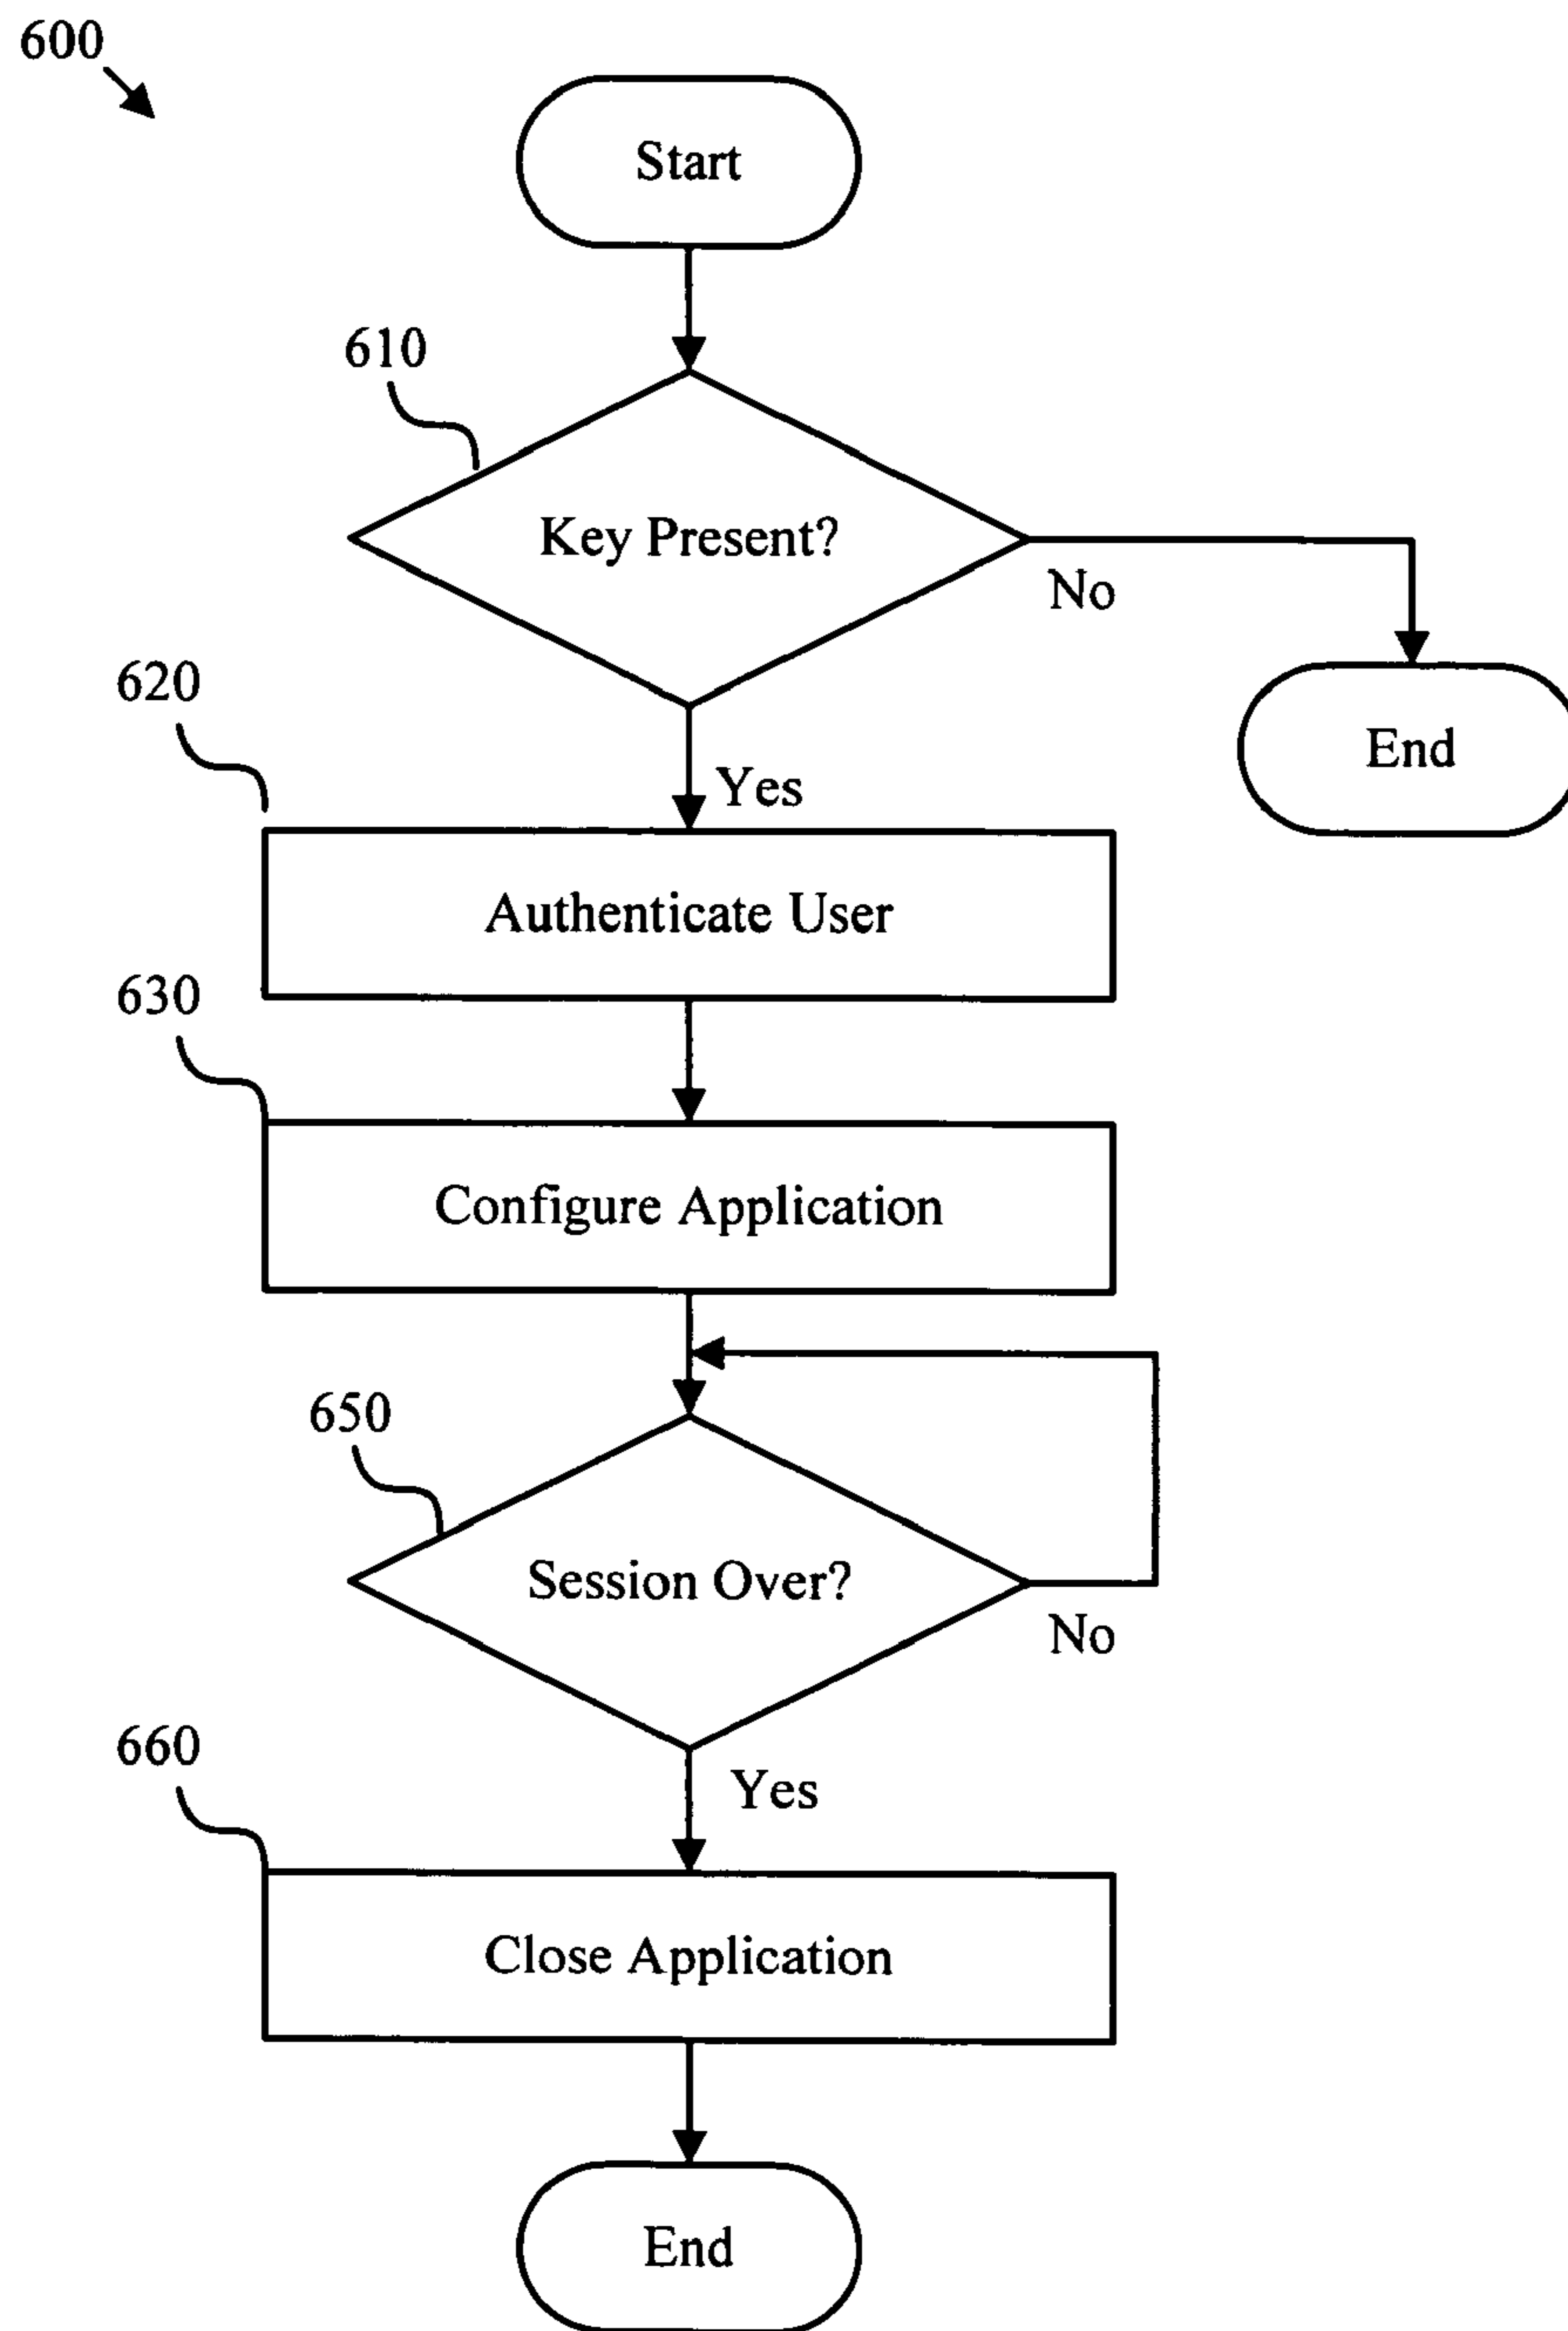 600
Start
610
Key Present?
No
620
End
Yes
Authenticate User
630
Configure Application
650
Session Over?
No
660
Yes
Close Application
End